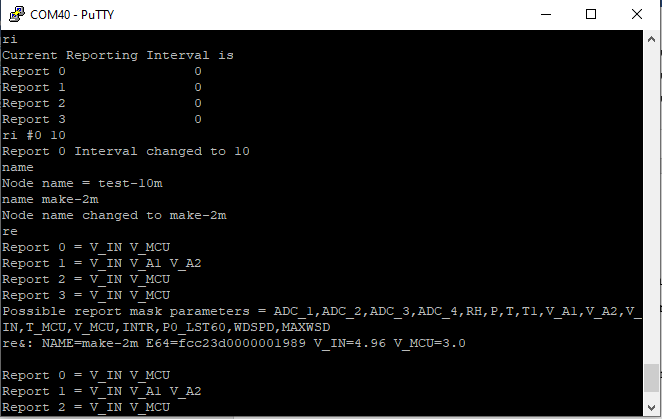 COM40 - PuTTY
ri
Current Reporting Interval is
Report 0 0
Report 1 0
Report 2 0
Report 3 0
ri #0 10
Report 0 Interval changed to 10
name
Node name = test-10m
name make-2m
Node name changed to make-2m
re
Report 0 = V_IN V_MCU
Report 1 = V_IN V_A1 V_A2
Report 2 = V_IN V_MCU
Report 3 = V_IN V_MCU
Possible report mask parameters = ADC_1,ADC_2,ADC_3,ADC_4,RH,P,T,T1,V_A1,V_A2,V_
IN,T_MCU,V_MCU,INTR,P0_LST60,WDSPD,MAXWSD
re&: NAME=make-2m E64=fcc23d0000001989 V_IN=4.96 V_MCU=3.0
Report 0 = V_IN V_MCU
Report 1 = V_IN V_A1 V_A2
Report 2 = V_IN V_MCU